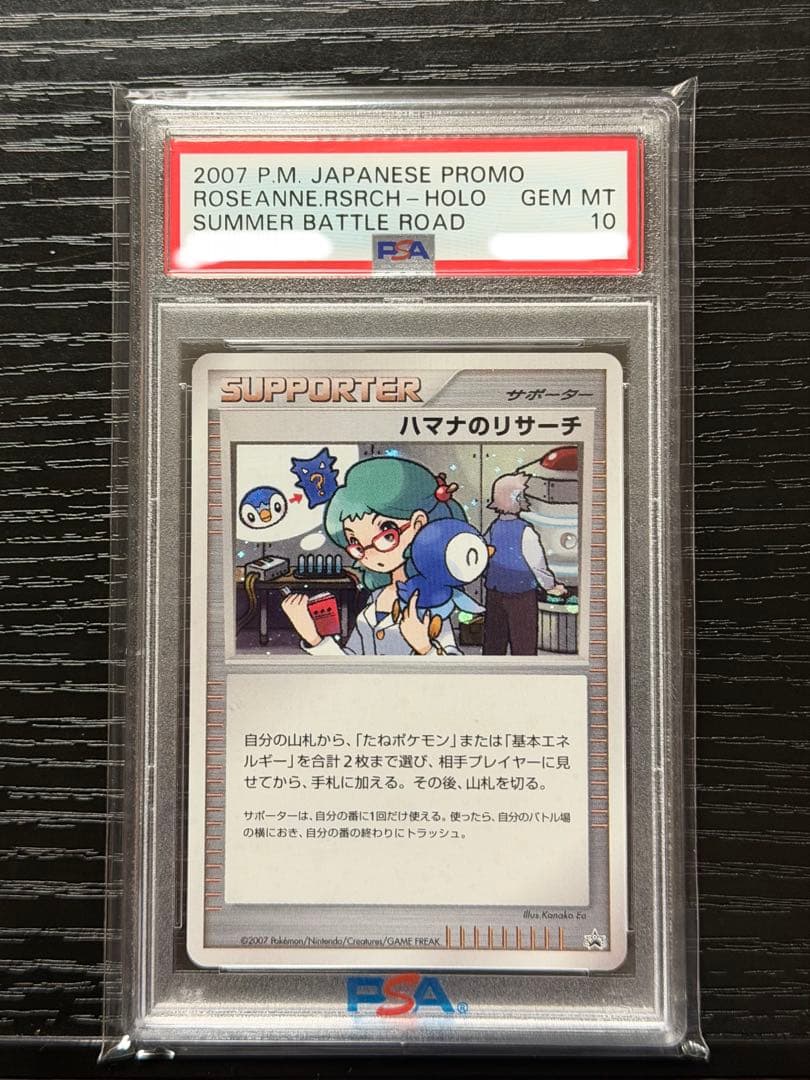 2007 P.M. JAPANESE PROMO
ROSEANNE.RSRCH-HOLO GEM MT
SUMMER BATTLE ROAD 10
PSA
SUPPORTER サポーター
ハマナのリサーチ
?
自分の山札から、「たねポケモン」または「基本エネ
ルギー」を合計2枚まで選び、相手プレイヤーに見
せてから、手札に加える。その後、山札を切る。
サポーターは、自分の番に1回だけ使える。使ったら、自分のバトル場
の横におき、自分の番の終わりにトラッシュ。
Illus. Kanako Eo
©2007 Pokémon/Nintendo/Creatures/GAME FREAK
PSA®